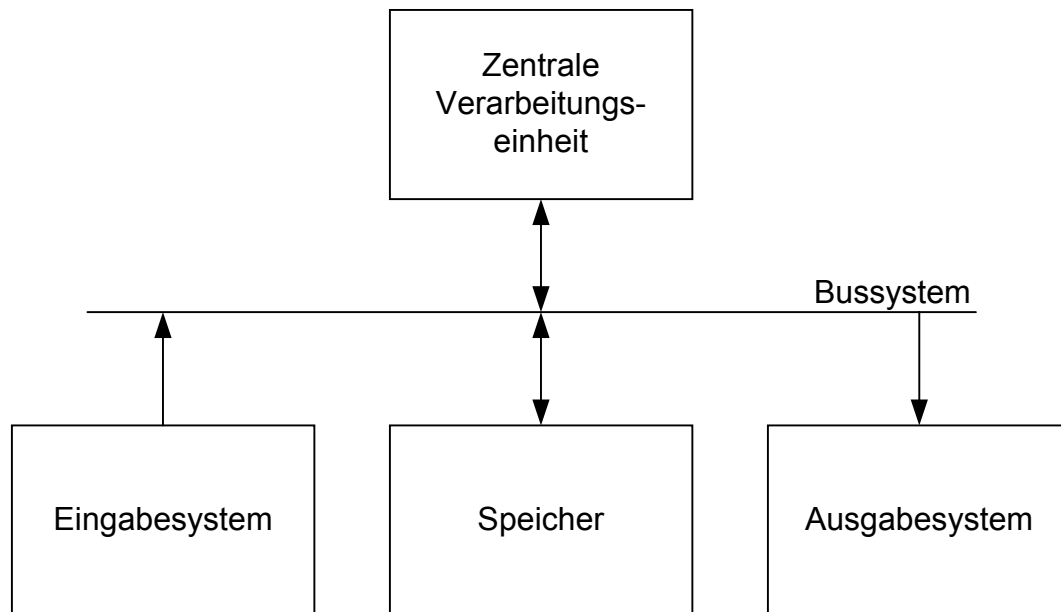 Zentrale
Verarbeitungs-
einheit
Bussystem
Eingabesystem
Speicher
Ausgabesystem